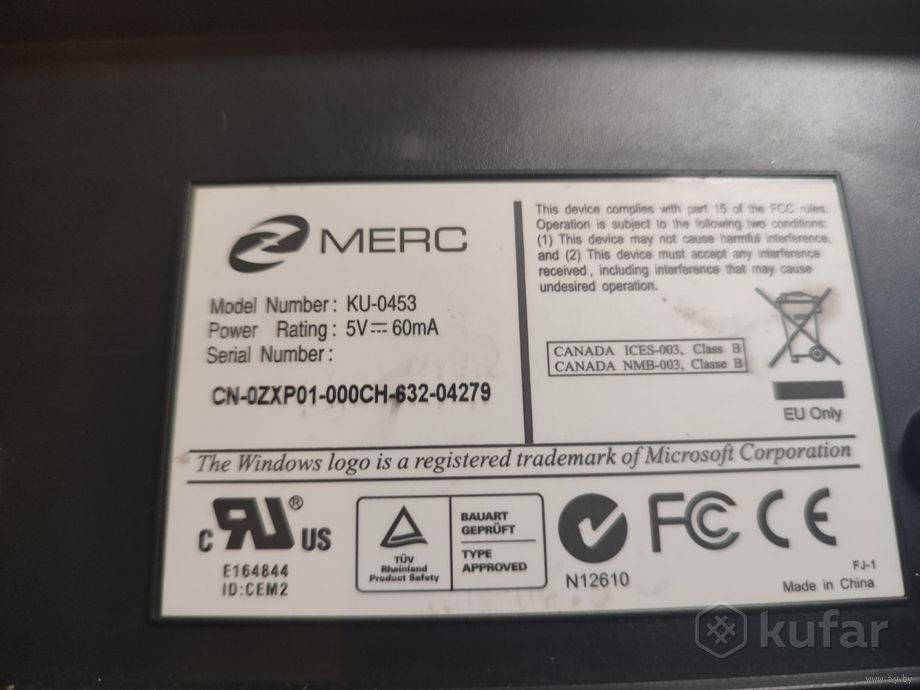 MERC
Model Number: KU-0453
Power Rating: 5V⎓60mA
Serial Number:
CN-0ZXP01-000CH-632-04279
This device complies with part 15 of the FCC rules.
Operation is subject to the following two conditions:
(1) This device may not cause harmful interference,
and (2) This device must accept any interference
received, including interference that may cause
undesired operation.
CANADA ICES-003, Class B
CANADA NMB-003, Classe B
EU Only
The Windows logo is a registered trademark of Microsoft Corporation
C UR ® US
E164844
ID:CEM2
TÜV
Rheinland
Product Safety
BAUART
GEPRÜFT
TYPE
APPROVED
N12610
FC CE
FJ-1
Made in China
kufar
www.ay.by